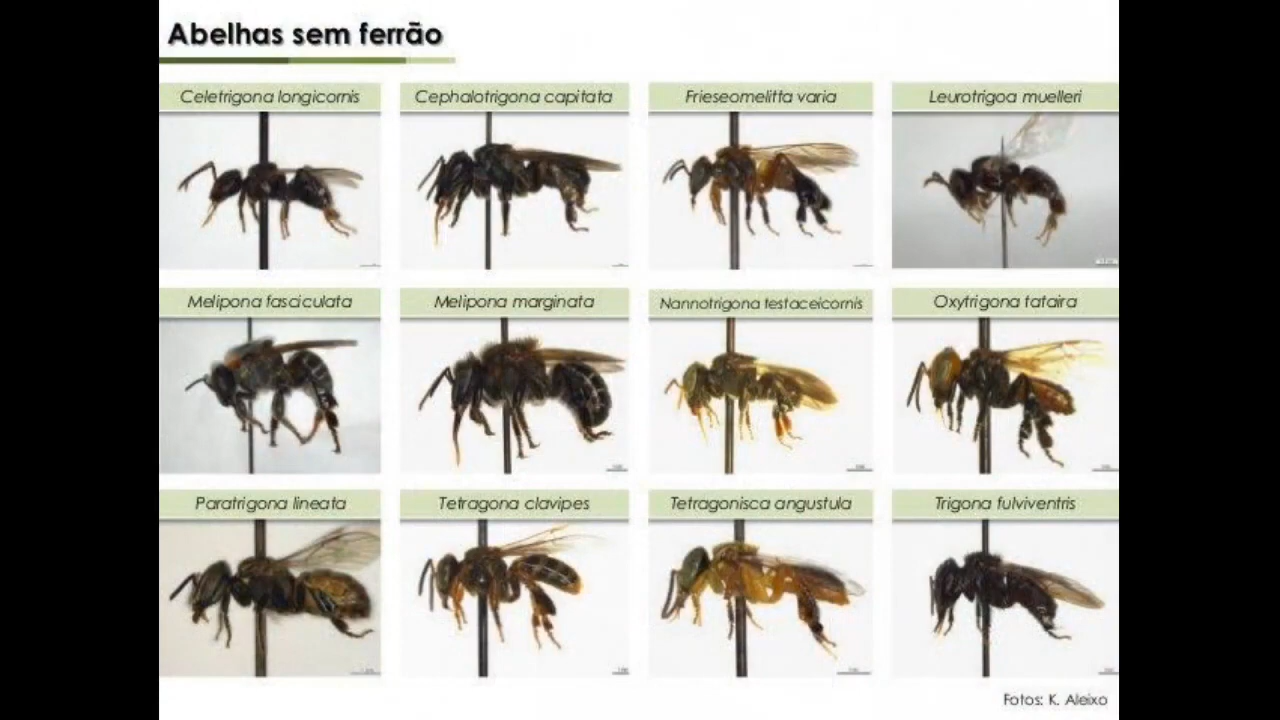 Abelhas sem ferrão
Celetrigona longicornis
Cephalotrigona capitata
Frieseomelitta varia
Leurotrigoa muelleri
Melipona fasciculata
Melipona marginata
Nannotrigona testaceicornis
Oxytrigona tataira
Paratrigona lineata
Tetragona clavipes
Tetragonisca angustula
Trigona fulviventris
Fotos: K. Aleixo